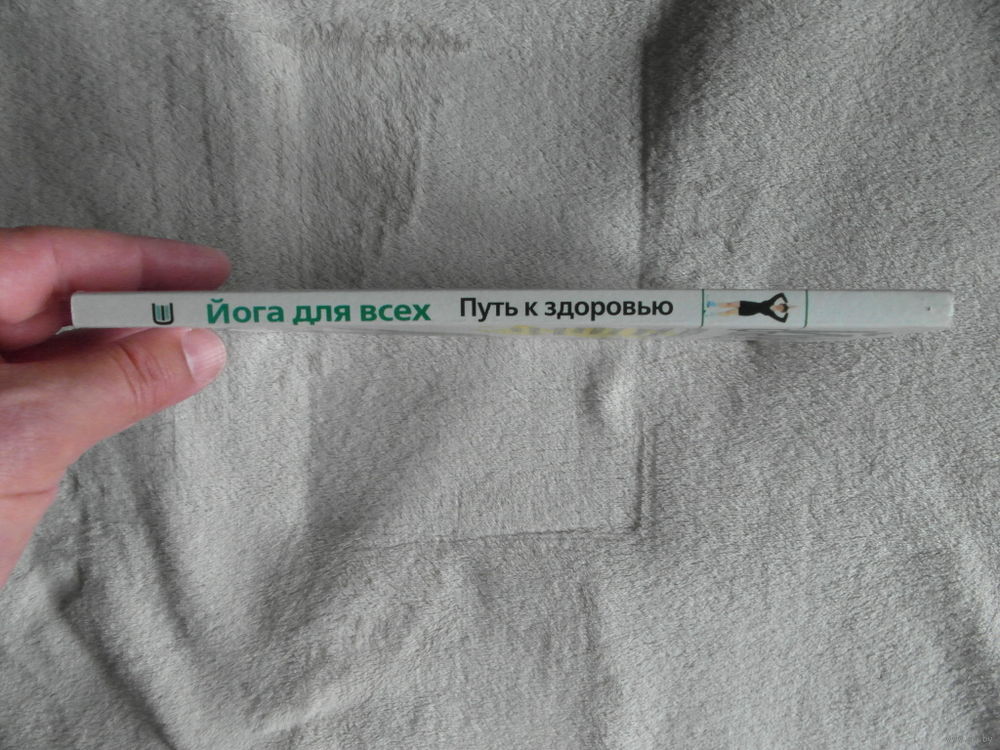 Йога для всех Путь к здоровью